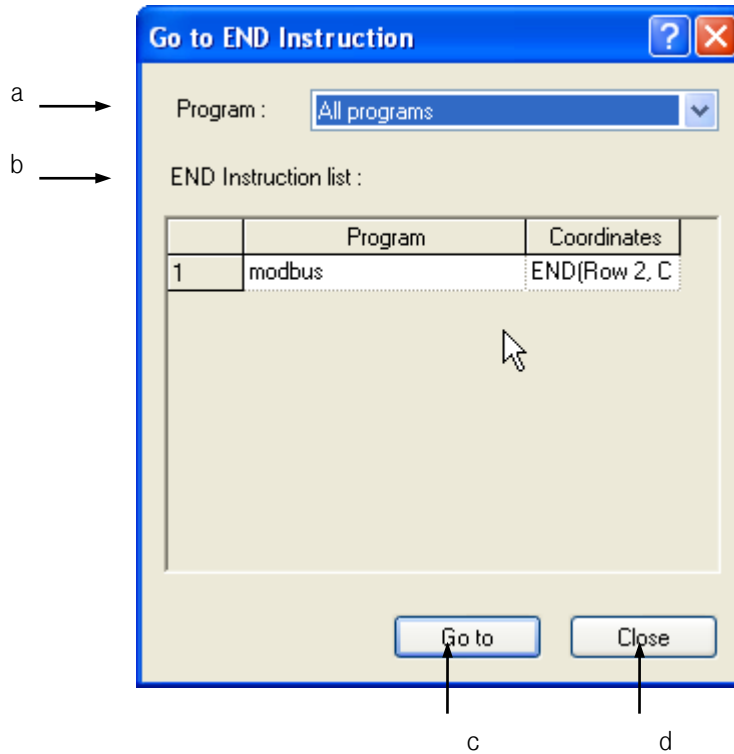 Go to END Instruction
a
Program : All programs
b
END Instruction list :
Program Coordinates
1 modbus END(Row 2, C
Go to Close
c d